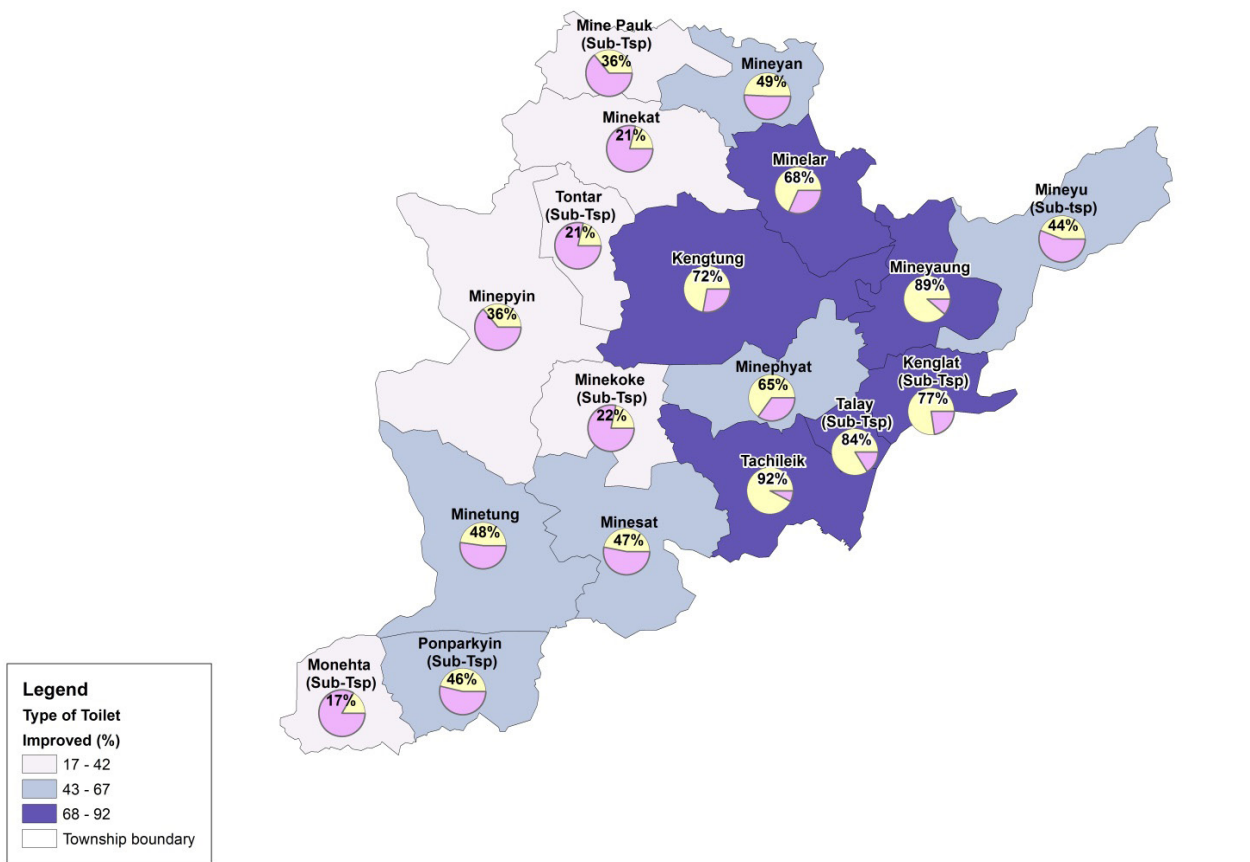 Mine Pauk
(Sub-Tsp)
36%
Mineyan
49%
Minekat
21%
Minelar
68%
Mineyu
(Sub-tsp)
44%
Tontar
(Sub-Tsp)
21%
Kengtung
72%
Mineyaung
89%
Minepyin
36%
Minephyat
65%
Kenglat
(Sub-Tsp)
77%
Minekoke
(Sub-Tsp)
22%
Talay
(Sub-Tsp)
84%
Tachileik
92%
Minetung
48%
Minesat
47%
Ponparkyin
(Sub-Tsp)
46%
Monehta
(Sub-Tsp)
17%
Legend
Type of Toilet
Improved (%)
17 - 42
43 - 67
68 - 92
Township boundary